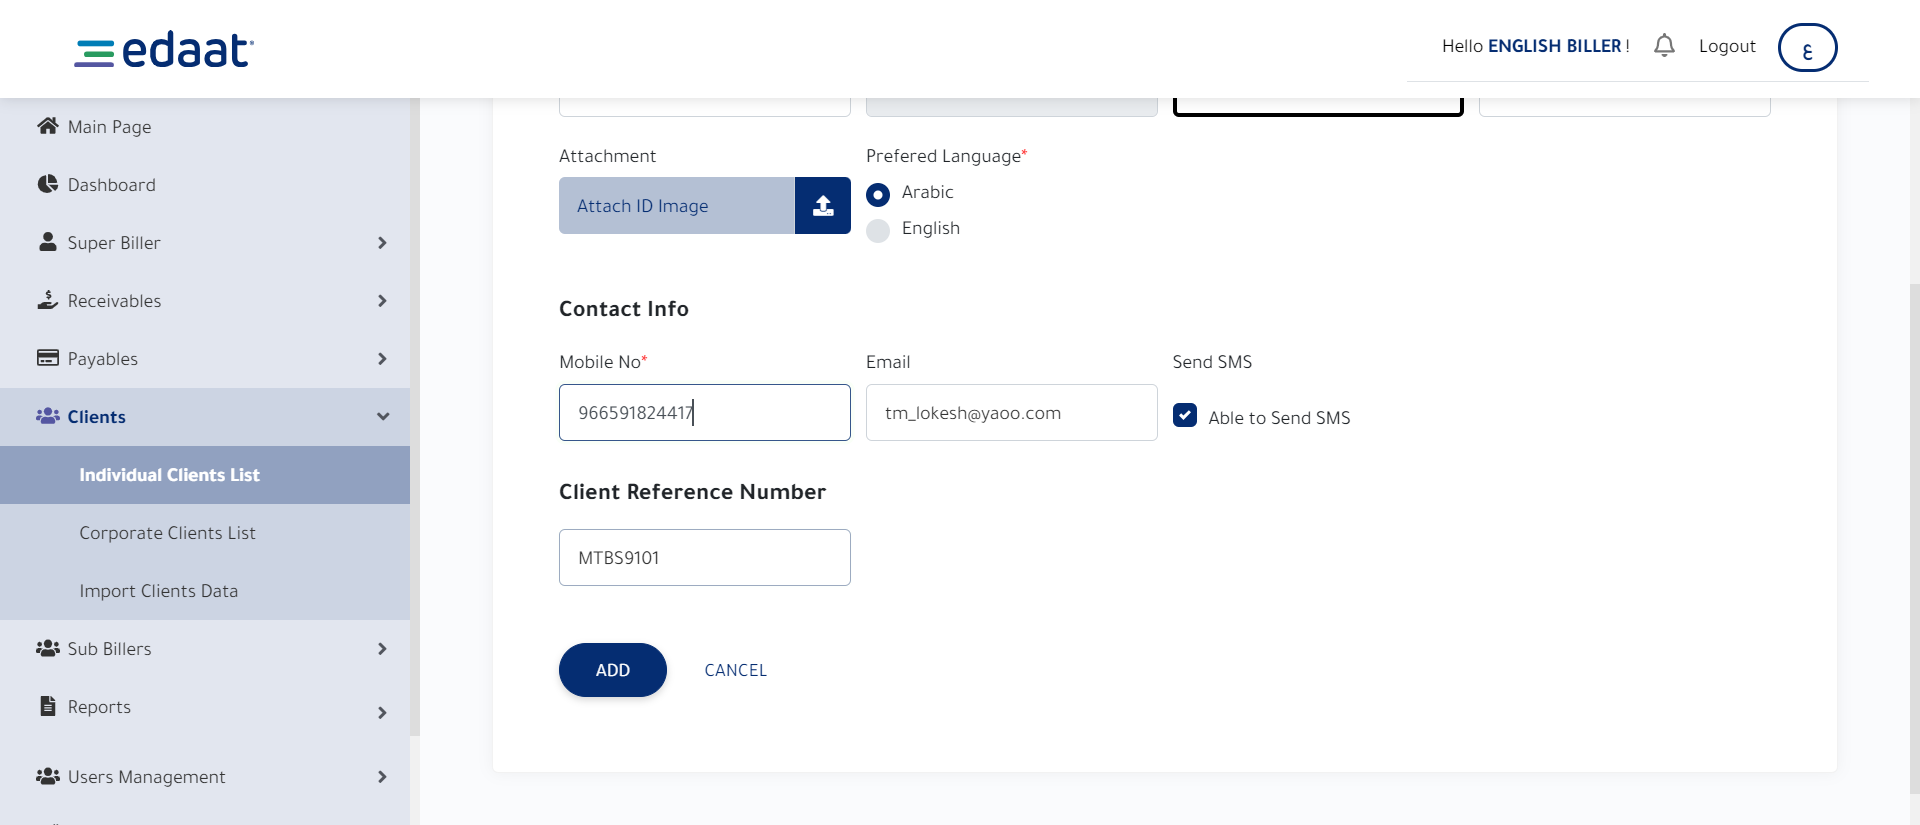 edaat
Hello ENGLISH BILLER !
Logout
ع
Main Page
Dashboard
Super Biller
Receivables
Payables
Clients
Individual Clients List
Corporate Clients List
Import Clients Data
Sub Billers
Reports
Users Management
Attachment
Attach ID Image
Prefered Language*
Arabic
English
Contact Info
Mobile No*
966591824417
Email
tm_lokesh@yaoo.com
Send SMS
Able to Send SMS
Client Reference Number
MTBS9101
ADD
CANCEL